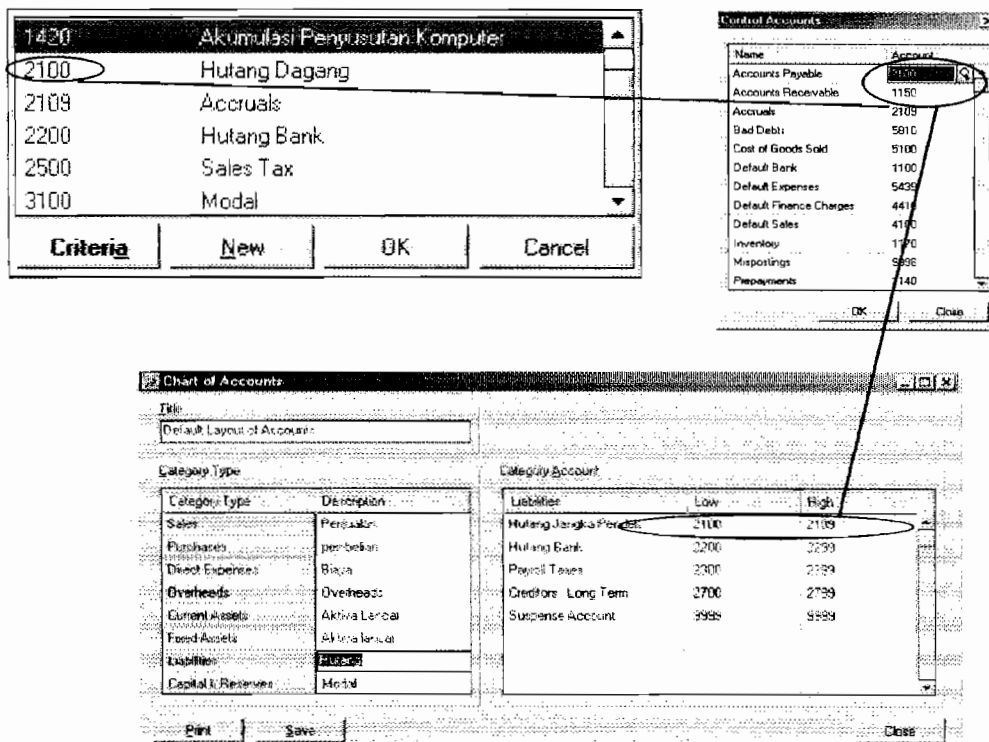 1420 Akumulasi Penyusutan Komputer
2100 Hutang Dagang
2109 Accruals
2200 Hutang Bank
2500 Sales Tax
3100 Modal
Criteria New OK Cancel
Control Accounts
Name Account
Accounts Payable 2100
Accounts Receivable 1150
Accruals 2109
Bad Debts 5810
Cost of Goods Sold 5100
Default Bank 1100
Default Expenses 5439
Default Finance Charges
Default Sales
Inventory
Mispostings
Prepayments
OK Close
Chart of Accounts
Title
Default Layout of Accounts
Category Type
Category Type Description
Sales Penjualan
Purchases pembelian
Direct Expenses Biaya
Overheads Overheads
Current Assets Aktiva Lancar
Fixed Assets Aktiva lancar
Liabilities Hutang
Capital & Reserves Modal
Category Account
Liabilities Low High
Hutang Jangka Pendek 2100 2109
Hutang Bank 2200 2299
Payroll Taxes 2300
Creditors Long Term 2700 2799
Suspense Account 9999 9999
Print Save Close